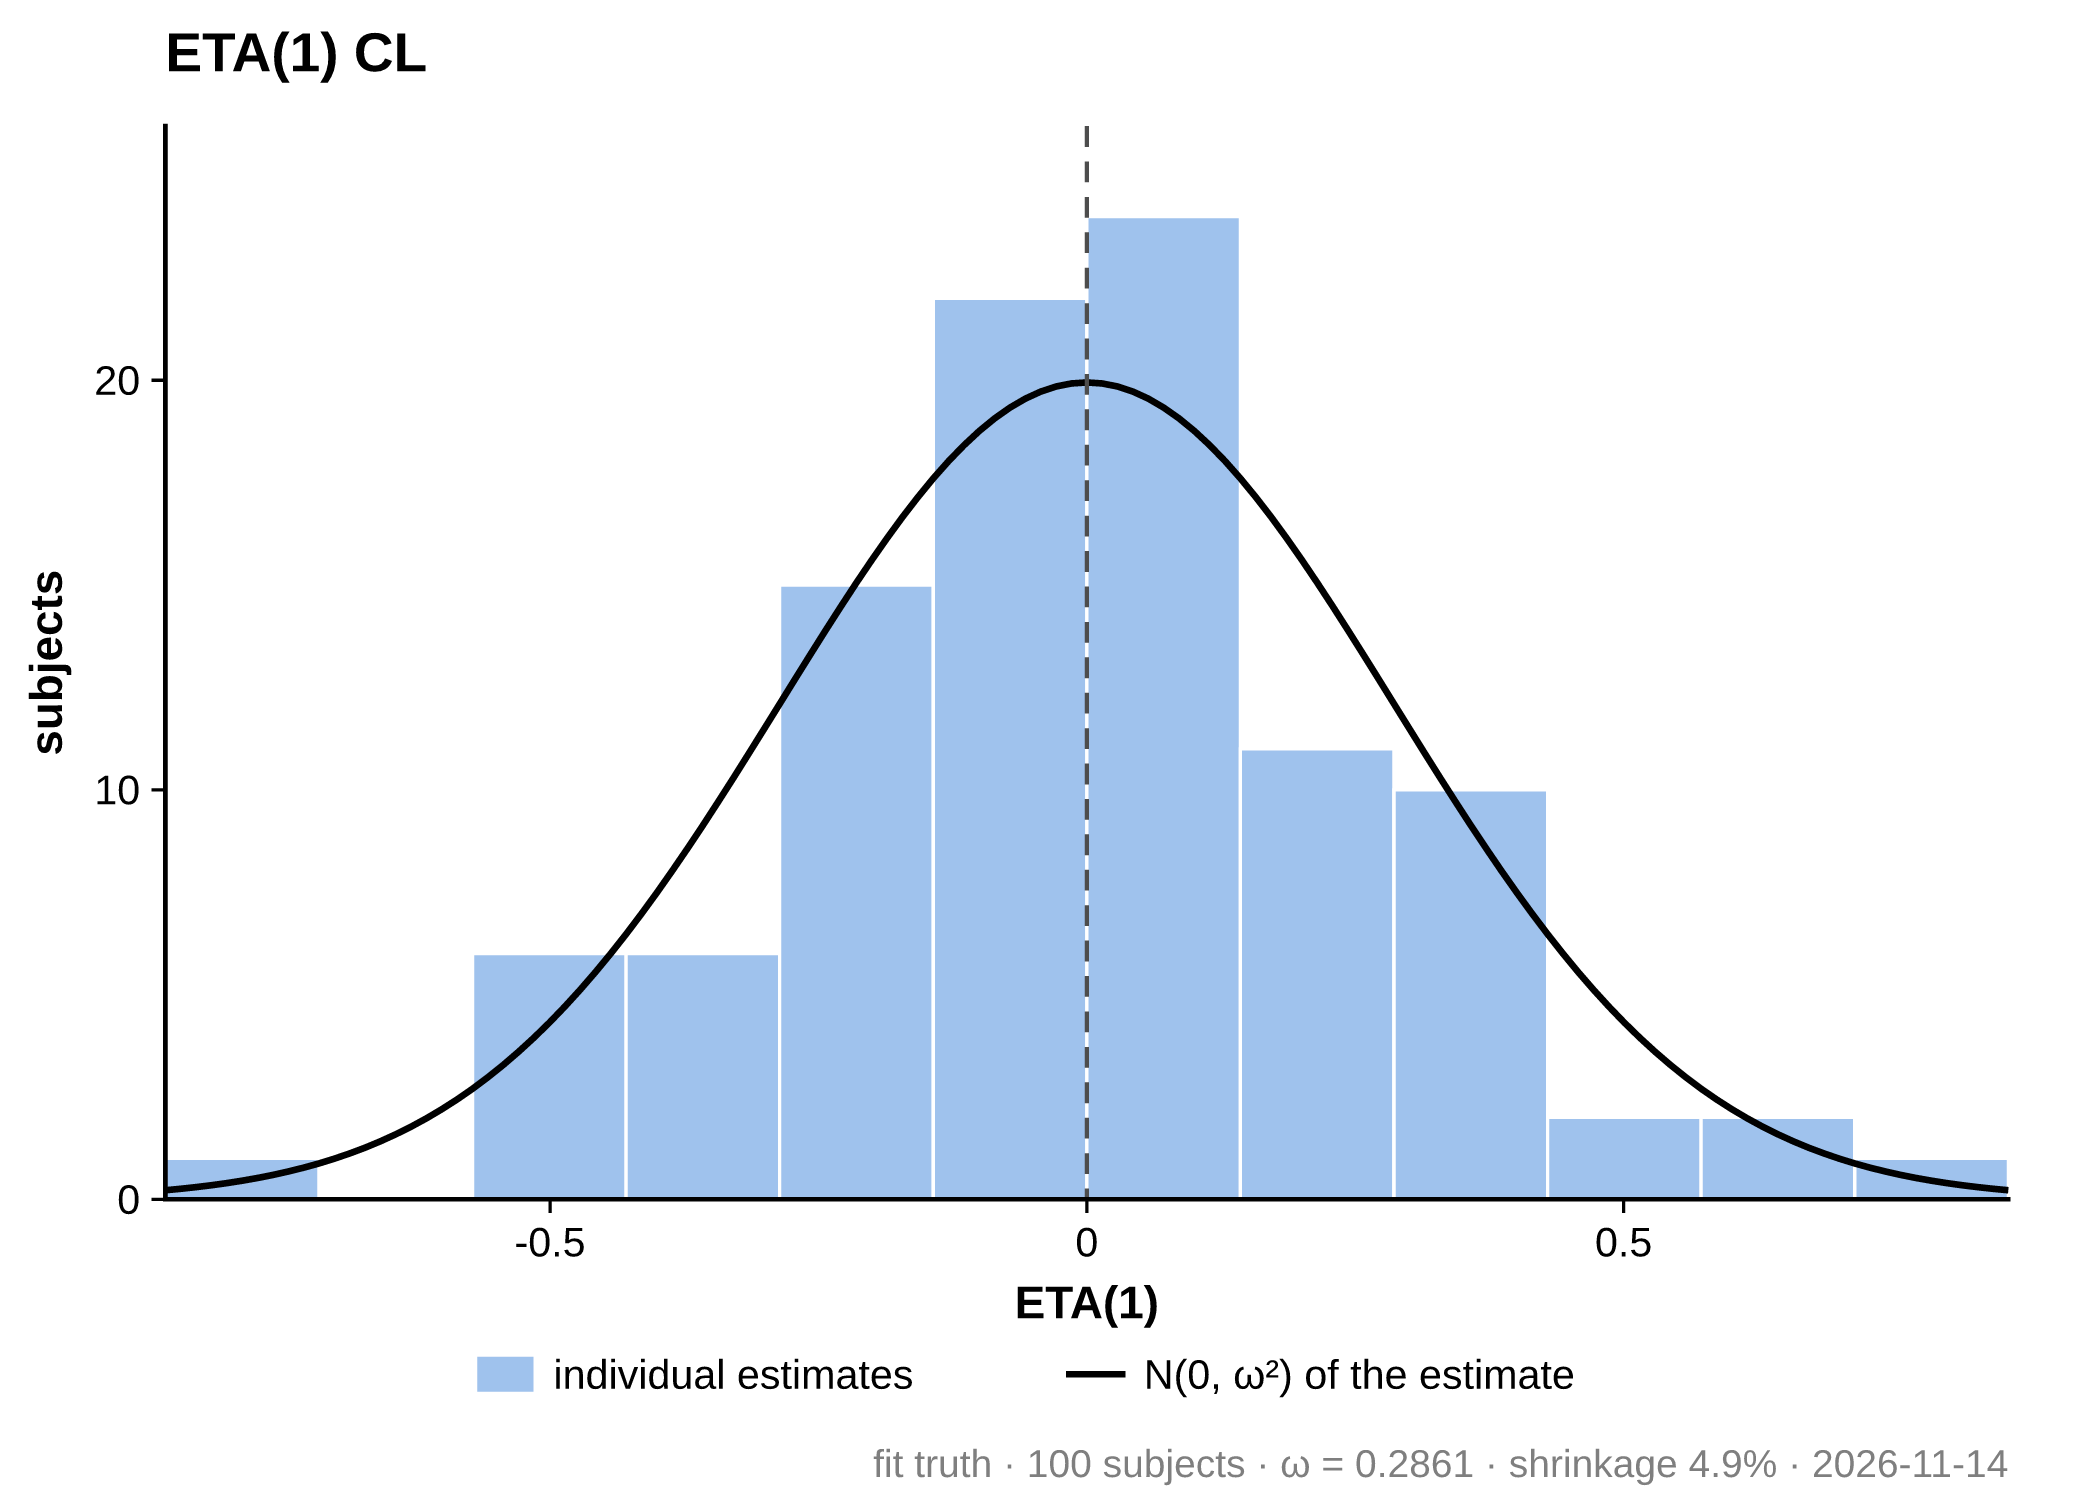 ETA(1) CL
subjects
20
10
0
-0.5
0
0.5
ETA(1)
individual estimates
N(0, ω²) of the estimate
fit truth · 100 subjects · ω = 0.2861 · shrinkage 4.9% · 2026-11-14